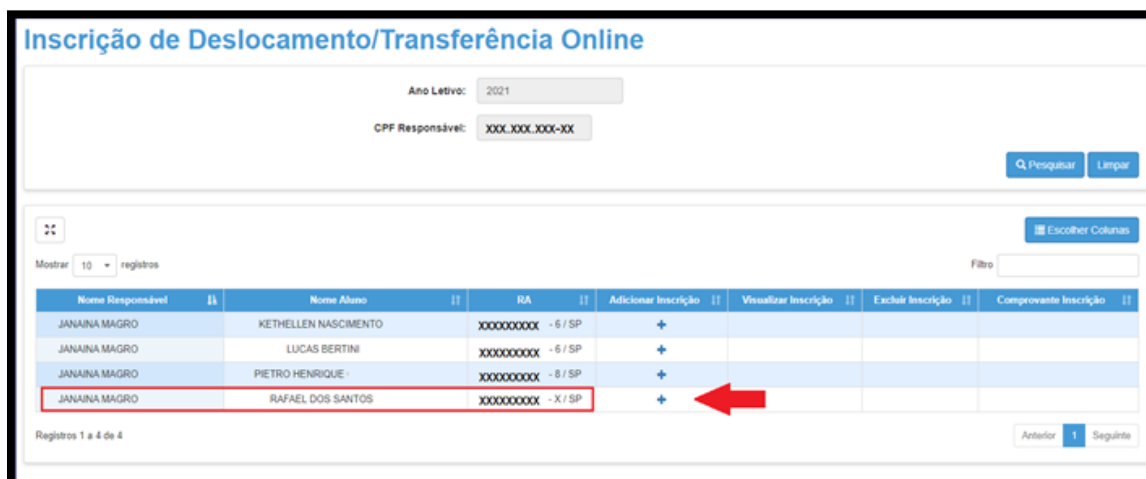 Inscrição de Deslocamento/Transferência Online
Ano Letivo: 2021
CPF Responsável: XXX.XXX.XXX-XX
Pesquisar Limpar
Escolher Colunas
Mostrar 10 registros Filtro
Nome Responsável Nome Aluno RA Adicionar Inscrição Visualizar Inscrição Excluir Inscrição Comprovante Inscrição
JANAINA MAGRO KETHELLEN NASCIMENTO XXXXXXXXX - 6 / SP +
JANAINA MAGRO LUCAS BERTINI XXXXXXXXX - 6 / SP +
JANAINA MAGRO PIETRO HENRIQUE XXXXXXXXX - 8 / SP +
JANAINA MAGRO RAFAEL DOS SANTOS XXXXXXXXX - X / SP +
Registros 1 a 4 de 4 Anterior 1 Seguinte